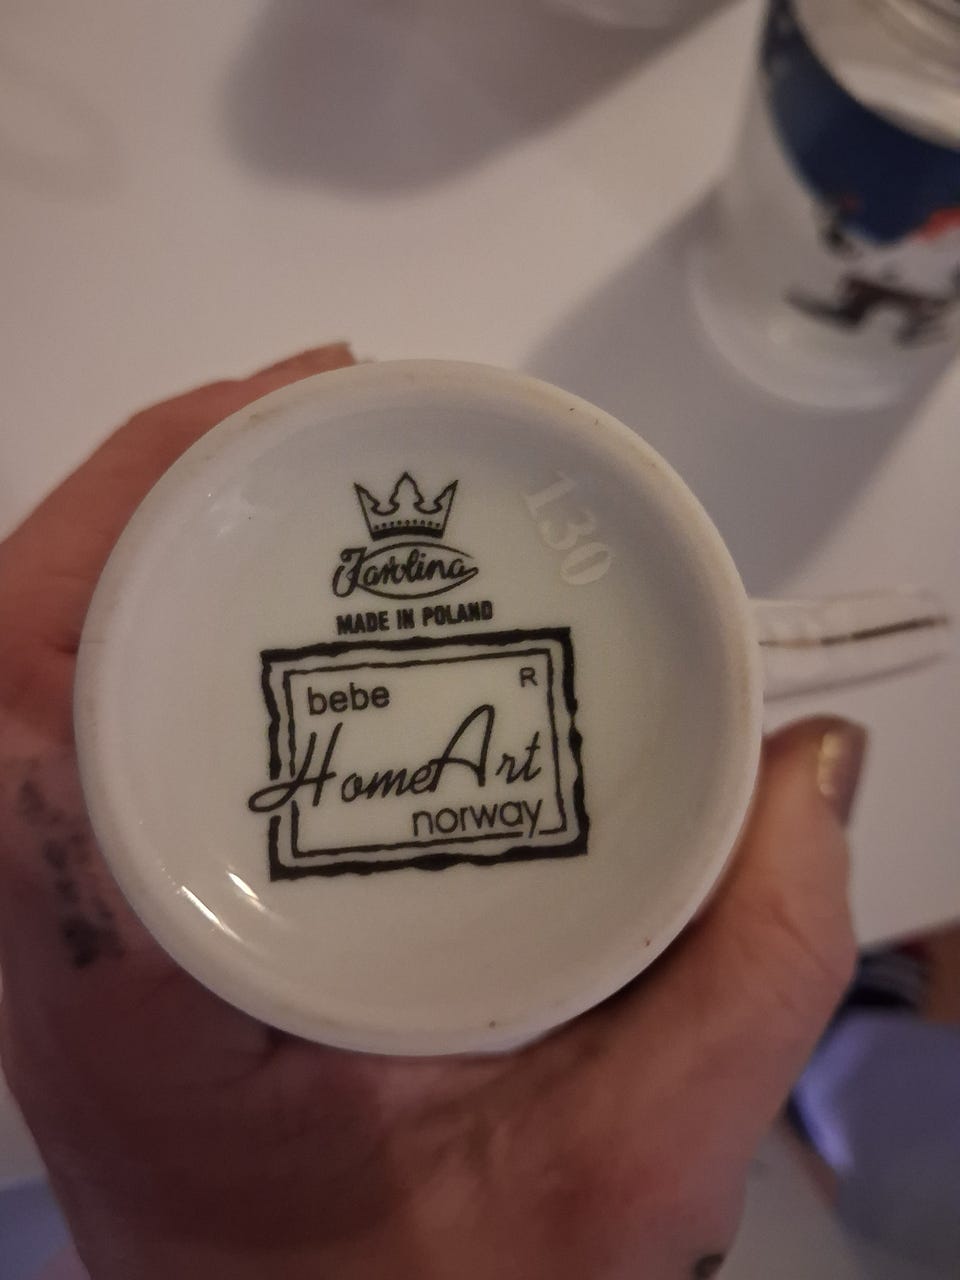 Karolina
MADE IN POLAND
130
bebe R
HomeArt
norway